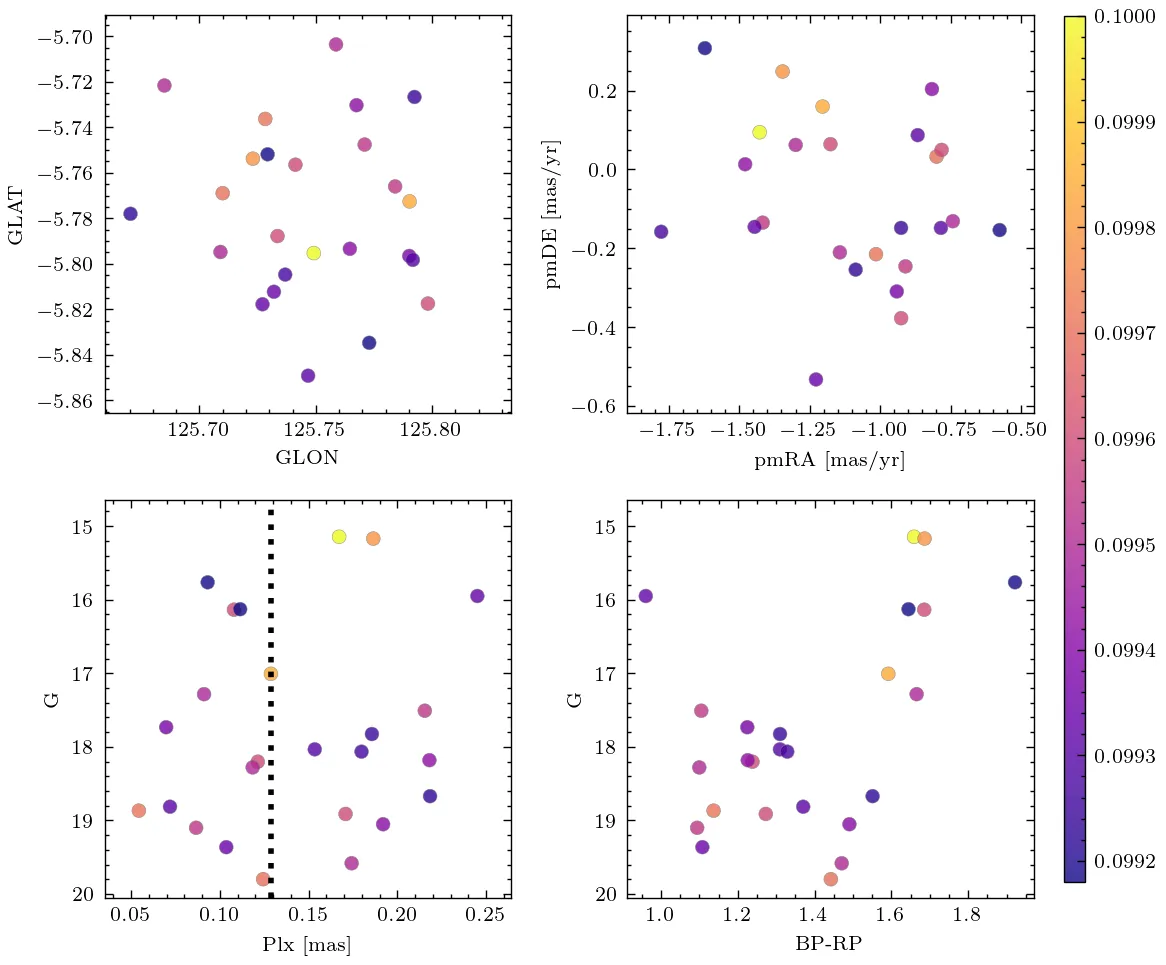 −5.70
−5.72
−5.74
−5.76
−5.78
−5.80
−5.82
−5.84
−5.86
GLAT
125.70 125.75 125.80
GLON
0.2
0.0
−0.2
−0.4
−0.6
pmDE [mas/yr]
−1.75 −1.50 −1.25 −1.00 −0.75 −0.50
pmRA [mas/yr]
0.1000
0.0999
0.0998
0.0997
0.0996
0.0995
0.0994
0.0993
0.0992
15
16
17
18
19
20
G
0.05 0.10 0.15 0.20 0.25
Plx [mas]
15
16
17
18
19
20
G
1.0 1.2 1.4 1.6 1.8
BP-RP